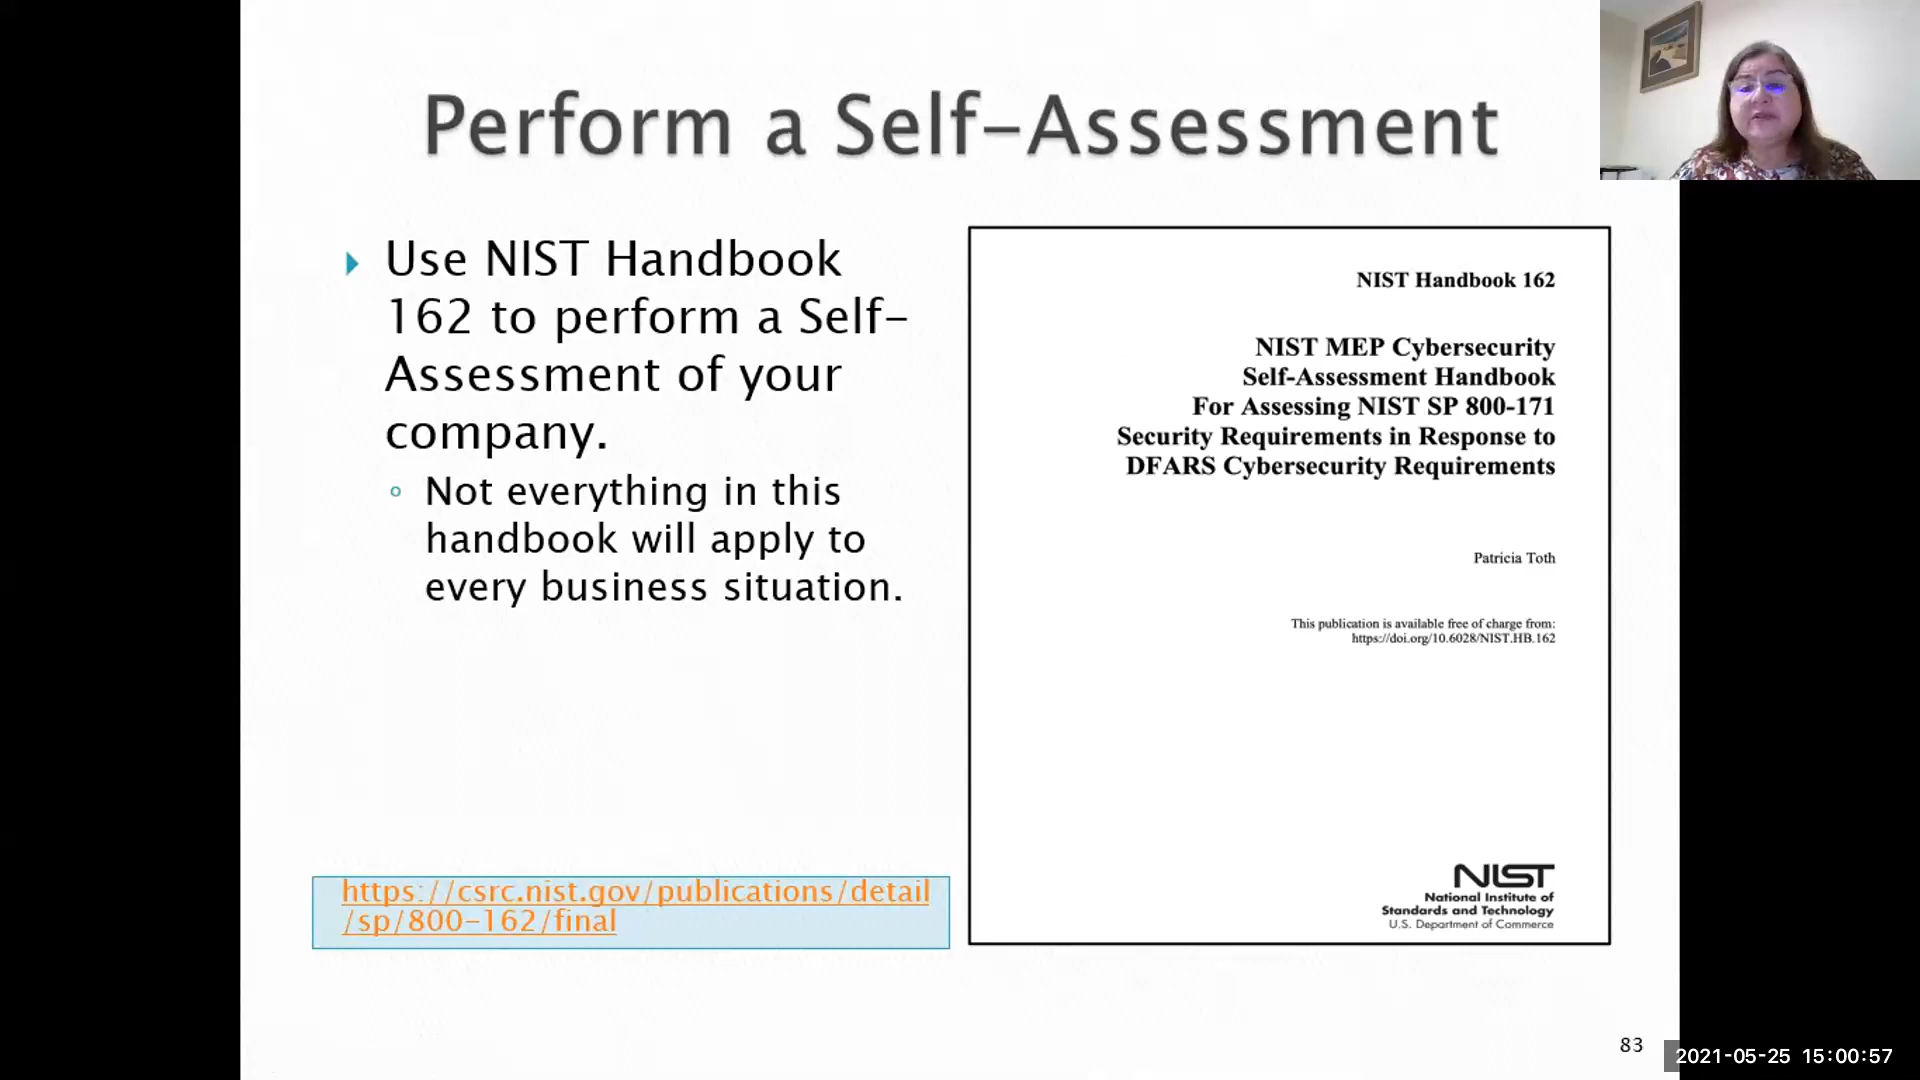 Perform a Self-Assessment
Use NIST Handbook
162 to perform a Self-
Assessment of your
company.
Not everything in this
handbook will apply to
every business situation.
https://csrc.nist.gov/publications/detail
/sp/800-162/final
NIST Handbook 162
NIST MEP Cybersecurity
Self-Assessment Handbook
For Assessing NIST SP 800-171
Security Requirements in Response to
DFARS Cybersecurity Requirements
Patricia Toth
This publication is available free of charge from:
https://doi.org/10.6028/NIST.HB.162
NIST
National Institute of
Standards and Technology
U.S. Department of Commerce
83
2021-05-25 15:00:57